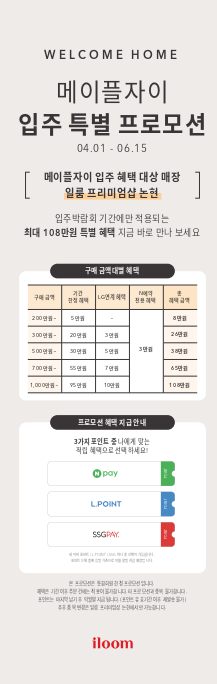 WELCOME HOME
메이플자이
입주 특별 프로모션
04.01 - 06.15
메이플자이 입주 혜택 대상 매장
일룸 프리미엄샵 논현
입주박람회 기간에만 적용되는
최대 108만원 특별 혜택 지금 바로 만나 보세요
구매 금액대별 혜택
구매 금액 기간 한정 혜택 LG연계 혜택 N예약 전용 혜택 총 혜택 금액
200만원~ 5만원 - 3만원 8만원
300만원~ 20만원 3만원 26만원
500만원~ 30만원 5만원 38만원
700만원~ 55만원 7만원 65만원
1,000만원~ 95만원 10만원 108만원
프로모션 혜택 지급 안내
3가지 포인트 중 나에게 맞는
직접 혜택으로 선택 하세요!
N pay
L.POINT
SSGPAY.
iloom